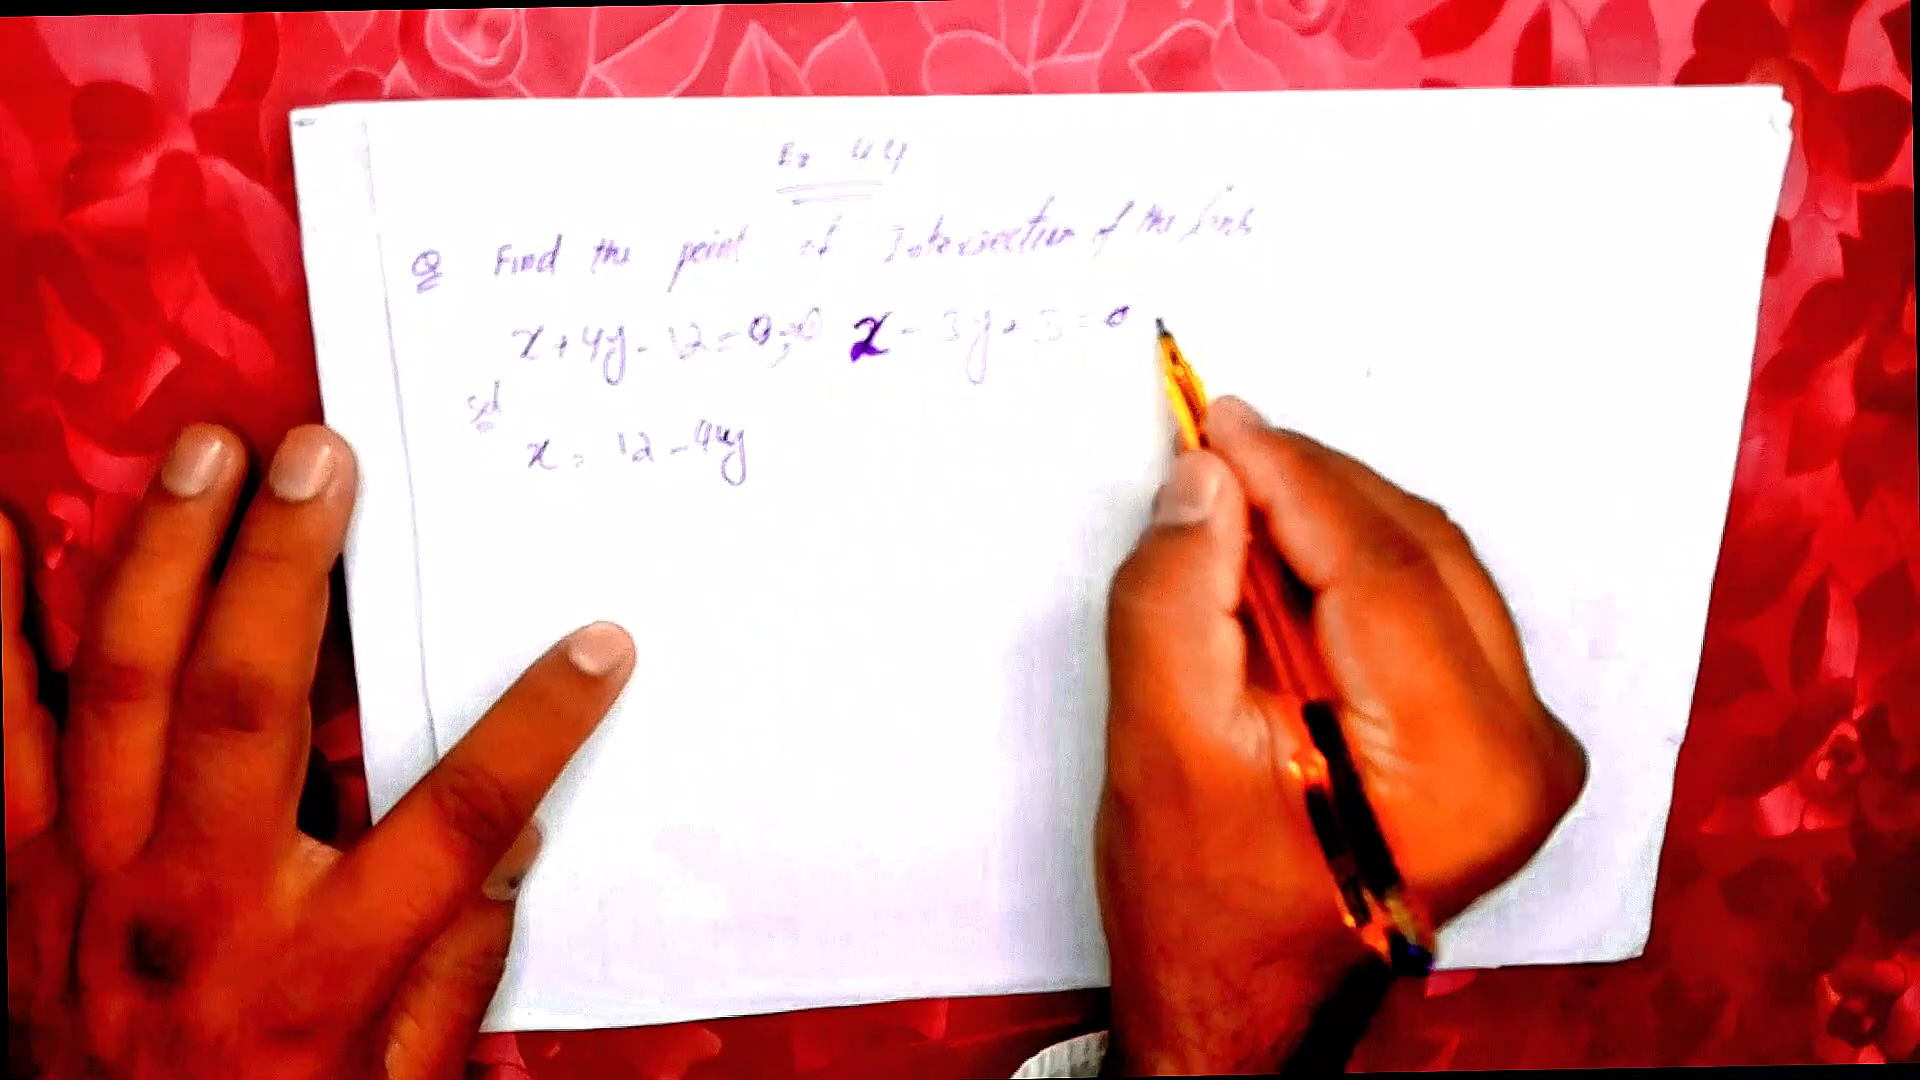 Ex 4.4
Q Find the point of Intersection of the lines
x + 4y - 12 = 0 ; x - 3y + 3 = 0
Sol
x = 12 - 4y